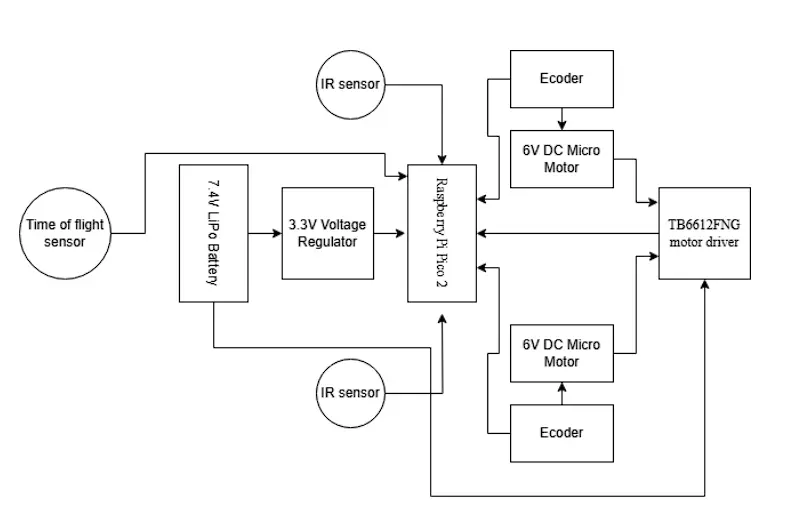 IR sensor
Ecoder
6V DC Micro
Motor
Time of flight
sensor
7.4V LiPo Battery
3.3V Voltage
Regulator
Raspberry Pi Pico 2
TB6612FNG
motor driver
6V DC Micro
Motor
IR sensor
Ecoder